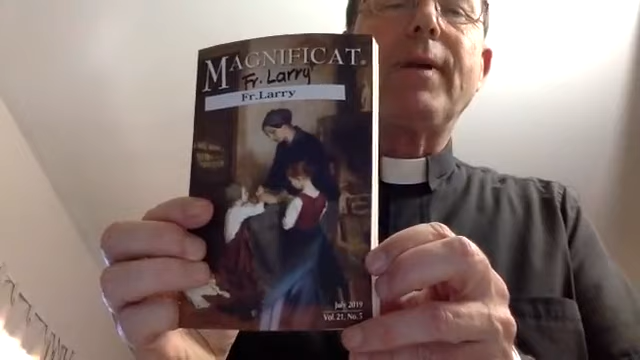 MAGNIFICAT®
Fr. Larry
Fr. Larry
July 2019
Vol. 21, No. 5